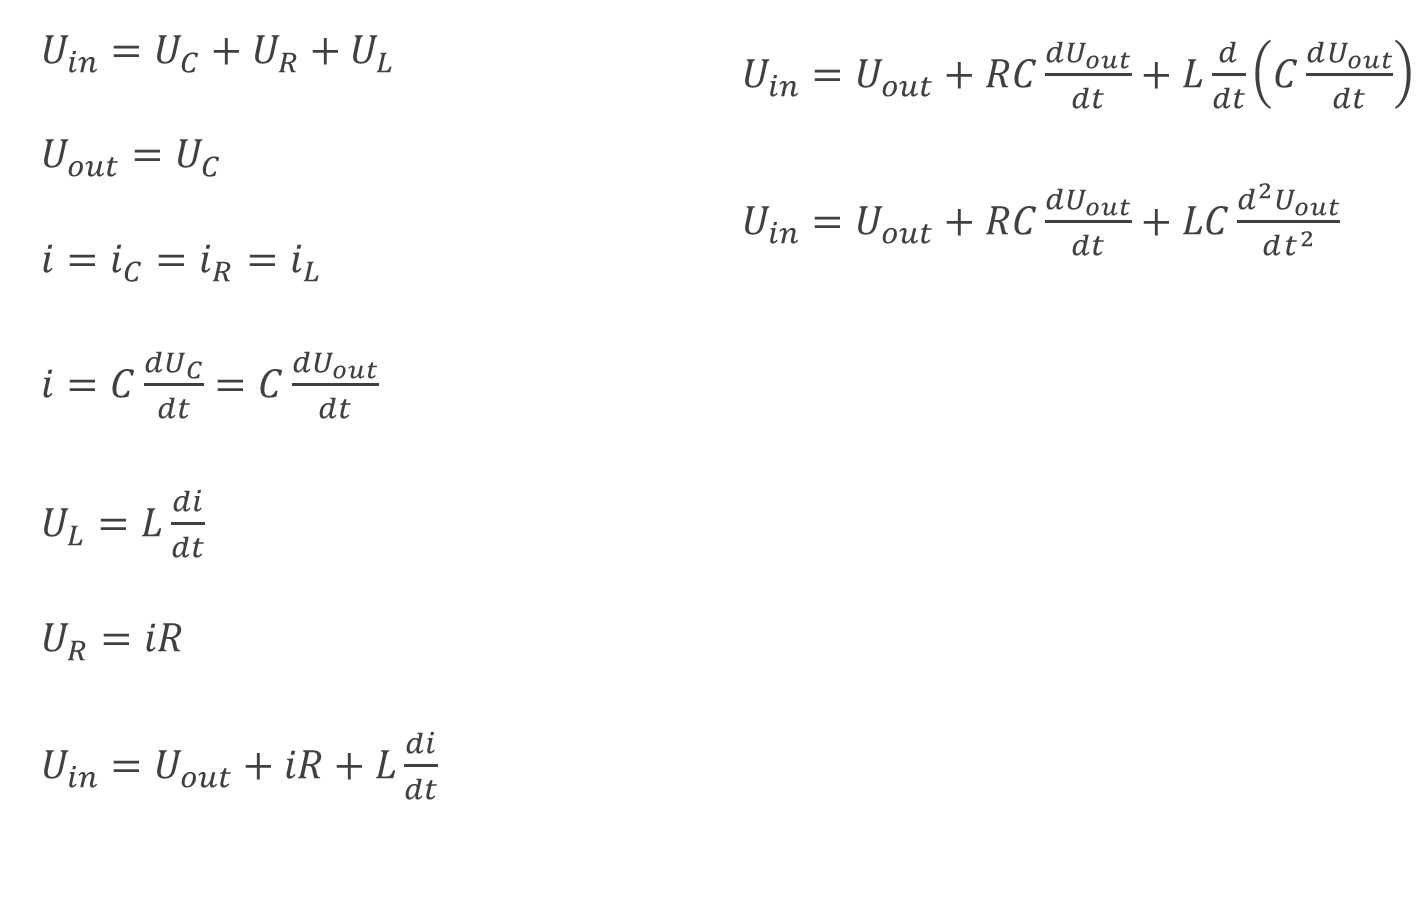 U_in = U_C + U_R + U_L
U_out = U_C
i = i_C = i_R = i_L
i = C dU_C/dt = C dU_out/dt
U_L = L di/dt
U_R = iR
U_in = U_out + iR + L di/dt
U_in = U_out + RC dU_out/dt + L d/dt (C dU_out/dt)
U_in = U_out + RC dU_out/dt + LC d²U_out/dt²